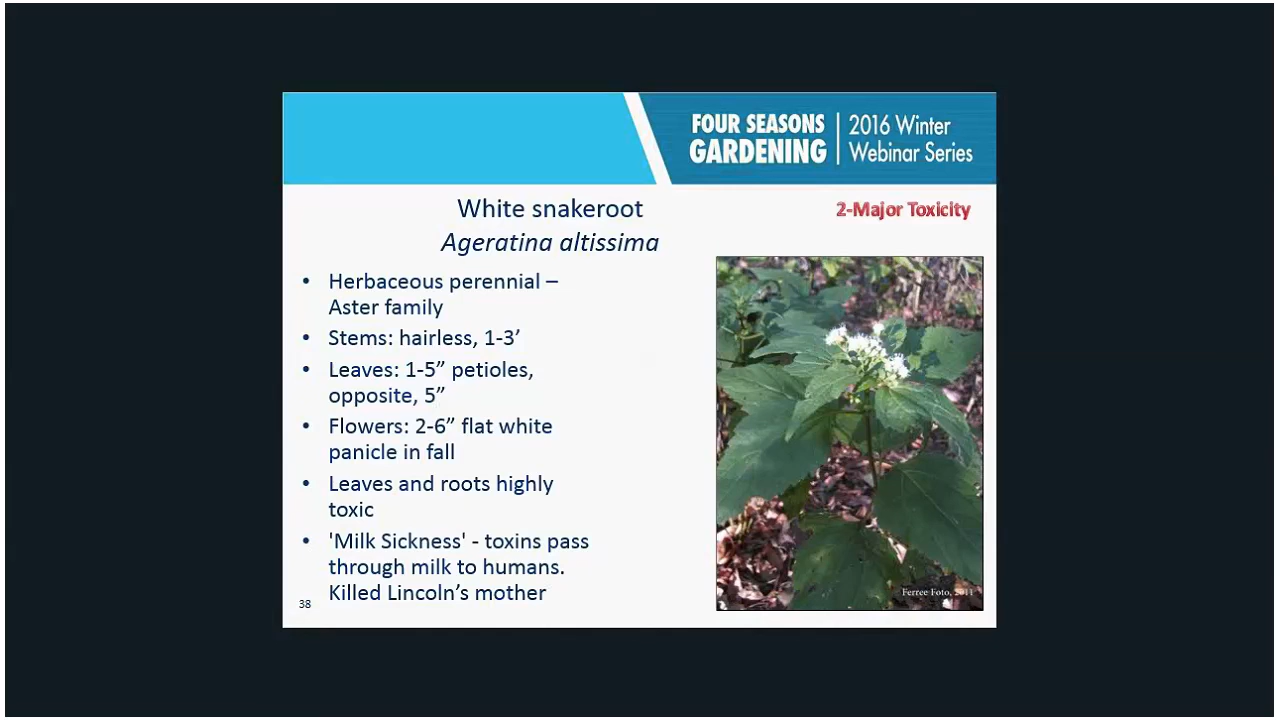 FOUR SEASONS
GARDENING
2016 Winter
Webinar Series
White snakeroot
2-Major Toxicity
Ageratina altissima
• Herbaceous perennial –
Aster family
• Stems: hairless, 1-3’
• Leaves: 1-5” petioles,
opposite, 5”
• Flowers: 2-6” flat white
panicle in fall
• Leaves and roots highly
toxic
• 'Milk Sickness' - toxins pass
through milk to humans.
Killed Lincoln’s mother
38
Ferree Foto, 2011